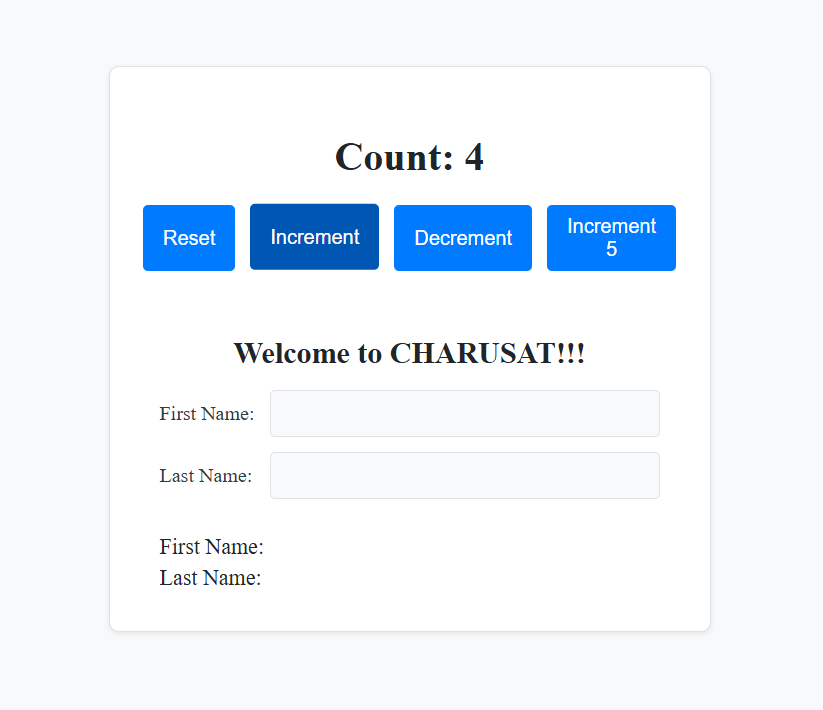 Count: 4
Reset
Increment
Decrement
Increment
5
Welcome to CHARUSAT!!!
First Name:
Last Name:
First Name:
Last Name: